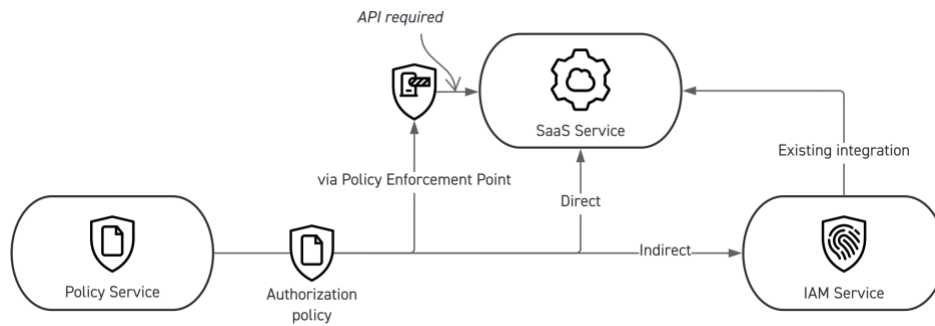 API required
SaaS Service
Existing integration
via Policy Enforcement Point
Direct
Indirect
Policy Service
Authorization
policy
IAM Service